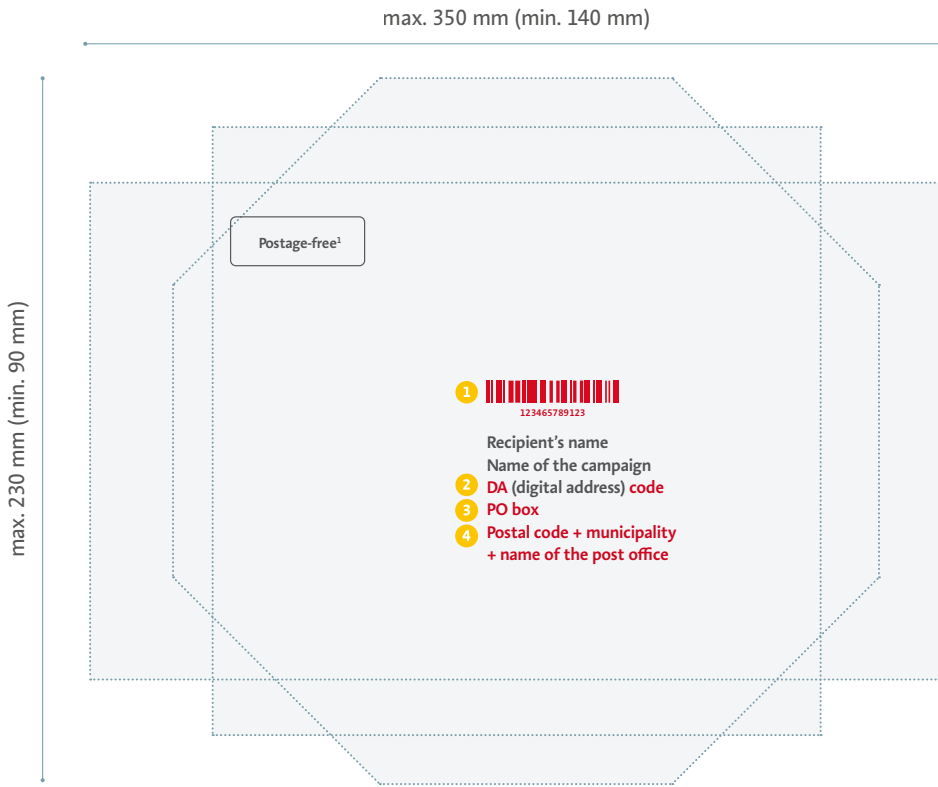 max. 350 mm (min. 140 mm)
max. 230 mm (min. 90 mm)
Postage-free¹
1
123465789123
Recipient's name
Name of the campaign
2 DA (digital address) code
3 PO box
4 Postal code + municipality
+ name of the post office